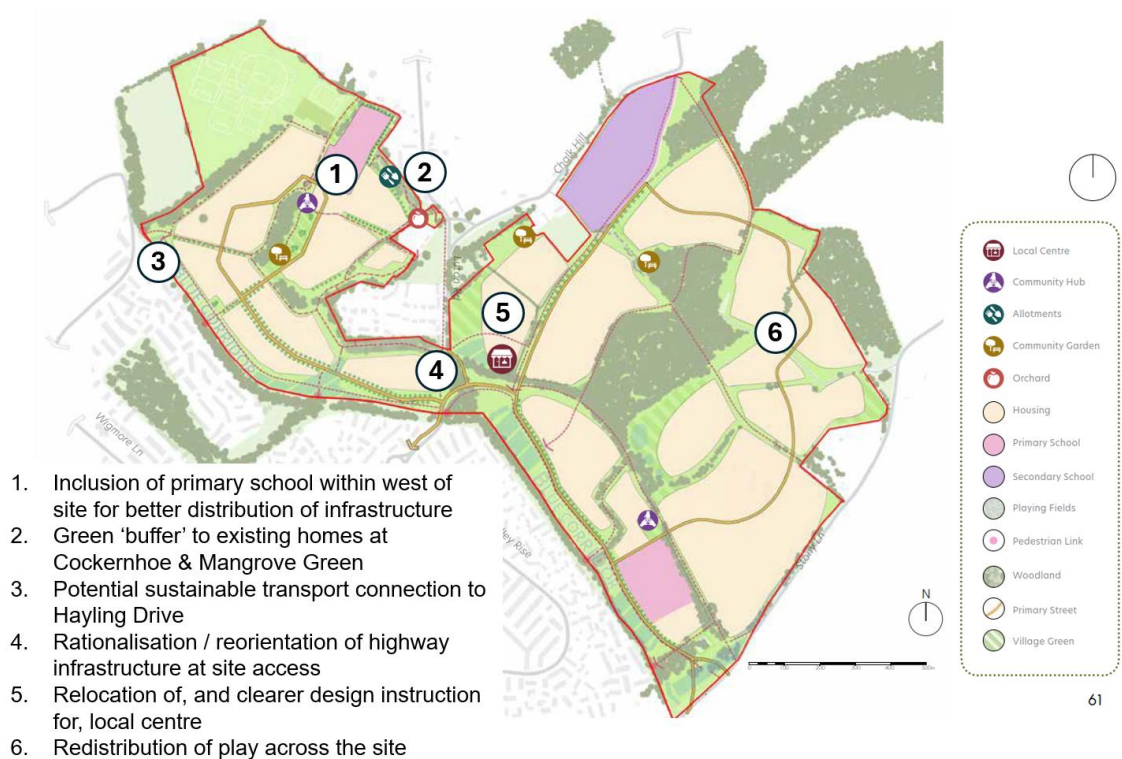 Chalk Hill
1
2
3
4
5
6
Wigmore Ln
ley Rise
Stony Ln
N
Local Centre
Community Hub
Allotments
Community Garden
Orchard
Housing
Primary School
Secondary School
Playing Fields
Pedestrian Link
Woodland
Primary Street
Village Green
61
1. Inclusion of primary school within west of
site for better distribution of infrastructure
2. Green ‘buffer’ to existing homes at
Cockernhoe & Mangrove Green
3. Potential sustainable transport connection to
Hayling Drive
4. Rationalisation / reorientation of highway
infrastructure at site access
5. Relocation of, and clearer design instruction
for, local centre
6. Redistribution of play across the site